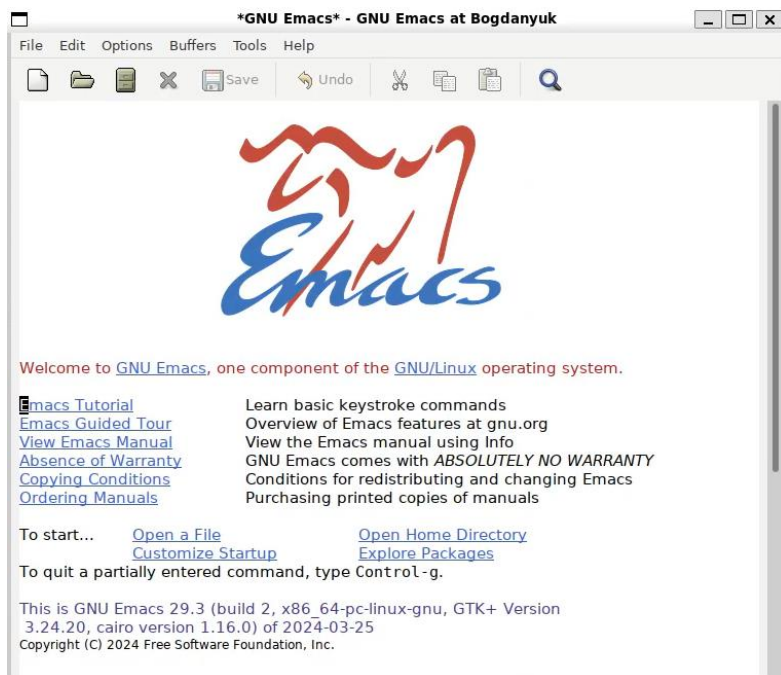 *GNU Emacs* - GNU Emacs at Bogdanyuk
File Edit Options Buffers Tools Help
Save Undo
Emacs
Welcome to GNU Emacs, one component of the GNU/Linux operating system.
Emacs Tutorial Learn basic keystroke commands
Emacs Guided Tour Overview of Emacs features at gnu.org
View Emacs Manual View the Emacs manual using Info
Absence of Warranty GNU Emacs comes with ABSOLUTELY NO WARRANTY
Copying Conditions Conditions for redistributing and changing Emacs
Ordering Manuals Purchasing printed copies of manuals
To start... Open a File Open Home Directory
Customize Startup Explore Packages
To quit a partially entered command, type Control-g.
This is GNU Emacs 29.3 (build 2, x86_64-pc-linux-gnu, GTK+ Version
3.24.20, cairo version 1.16.0) of 2024-03-25
Copyright (C) 2024 Free Software Foundation, Inc.